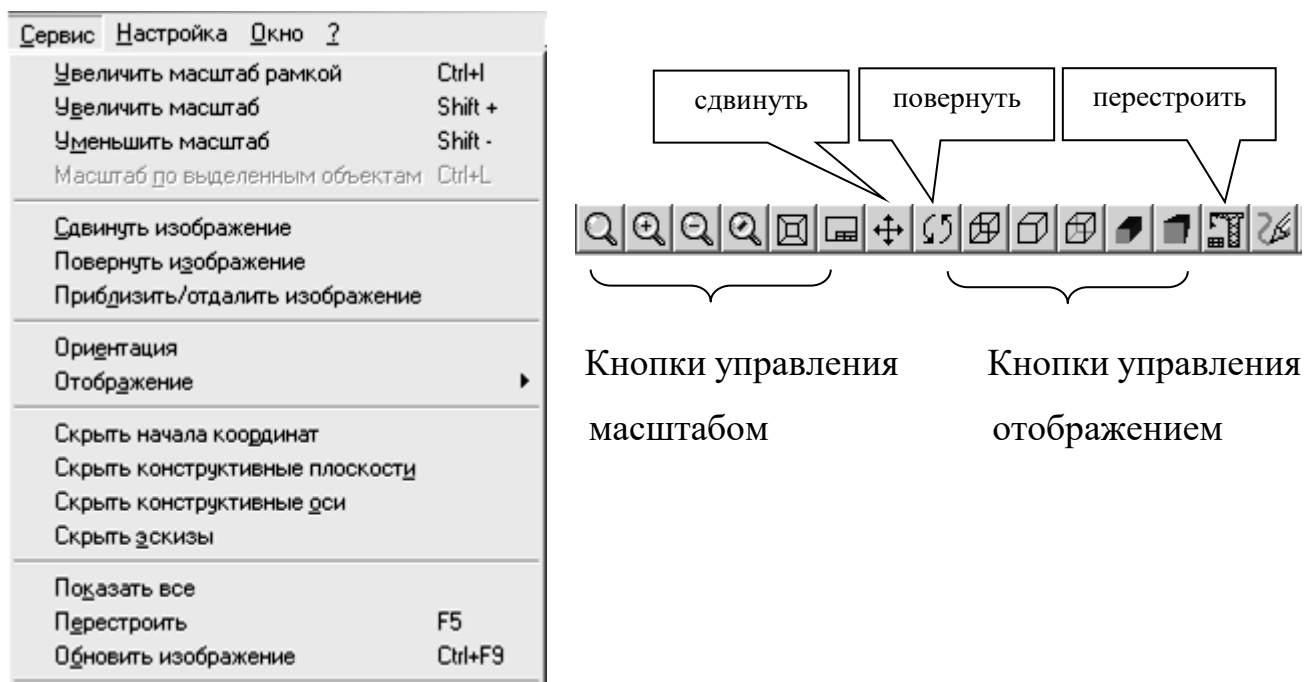 Сервис Настройка Окно ?
Увеличить масштаб рамкой Ctrl+I
Увеличить масштаб Shift +
Уменьшить масштаб Shift -
Масштаб по выделенным объектам Ctrl+L
Сдвинуть изображение
Повернуть изображение
Приблизить/отдалить изображение
Ориентация
Отображение
Скрыть начала координат
Скрыть конструктивные плоскости
Скрыть конструктивные оси
Скрыть эскизы
Показать все
Перестроить F5
Обновить изображение Ctrl+F9
сдвинуть повернуть перестроить
Кнопки управления
масштабом
Кнопки управления
отображением